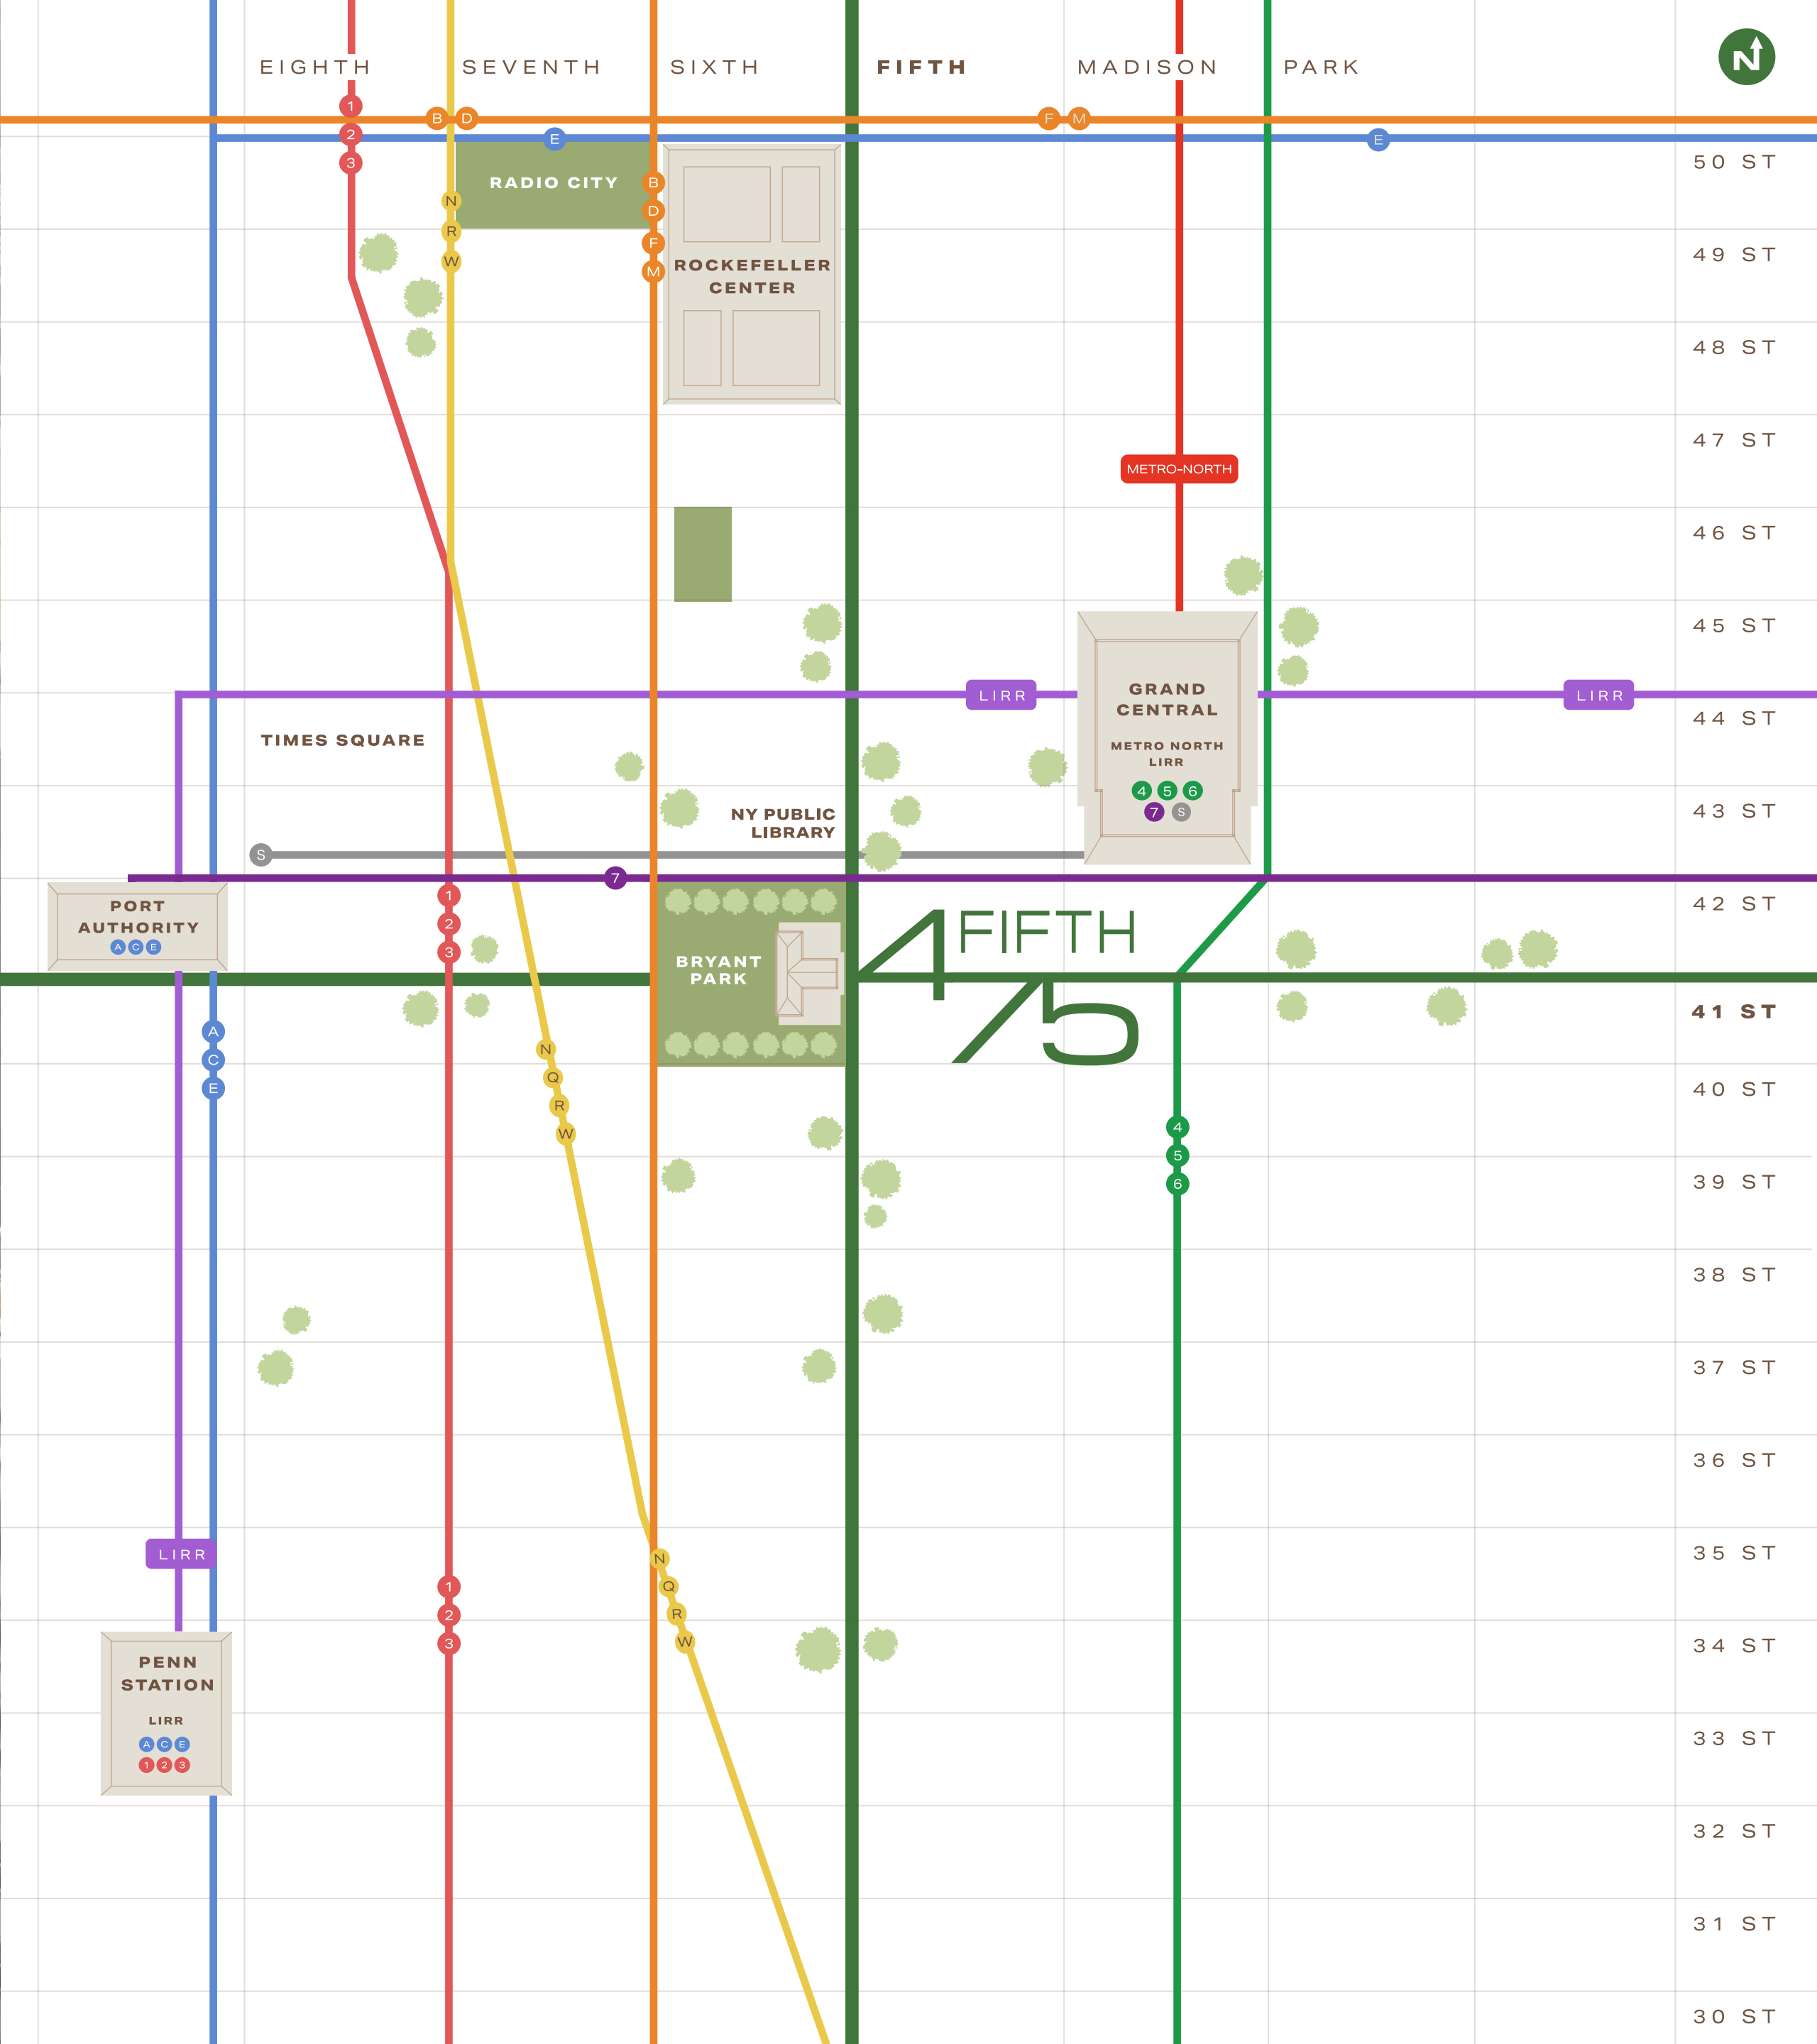 EIGHTH
SEVENTH
SIXTH
FIFTH
MADISON
PARK
N
1
2
3
B D
F M
E
E
50 ST
RADIO CITY
B
D
F
M
N
R
W
ROCKEFELLER
CENTER
49 ST
48 ST
47 ST
METRO-NORTH
46 ST
45 ST
LIRR
LIRR
GRAND
CENTRAL
METRO NORTH
LIRR
4 5 6
7 S
44 ST
TIMES SQUARE
NY PUBLIC
LIBRARY
43 ST
S
7
PORT
AUTHORITY
A C E
1
2
3
42 ST
BRYANT
PARK
4 FIFTH
75
41 ST
A
C
E
N
Q
R
W
40 ST
4
5
6
39 ST
38 ST
37 ST
36 ST
LIRR
35 ST
N
Q
R
W
1
2
3
34 ST
PENN
STATION
LIRR
A C E
1 2 3
33 ST
32 ST
31 ST
30 ST